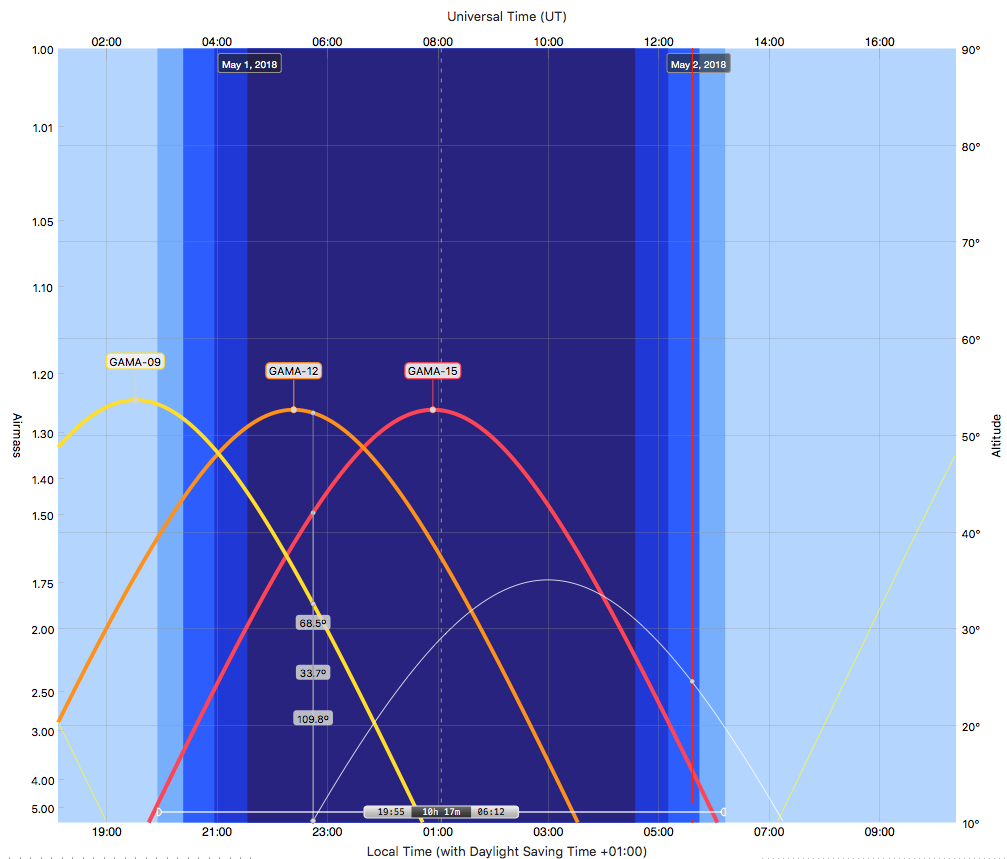 Universal Time (UT)
02:00 04:00 06:00 08:00 10:00 12:00 14:00 16:00
1.00 90°
May 1, 2018 May 2, 2018
1.01
80°
1.05
70°
1.10
60°
GAMA-09
1.20 GAMA-12 GAMA-15
Airmass
1.30 50°
Altitude
1.40
1.50
40°
1.75
68.5º
2.00 30°
33.7º
2.50
109.8º
3.00 20°
4.00
5.00 19:55 10h 17m 06:12
10°
19:00 21:00 23:00 01:00 03:00 05:00 07:00 09:00
Local Time (with Daylight Saving Time +01:00)